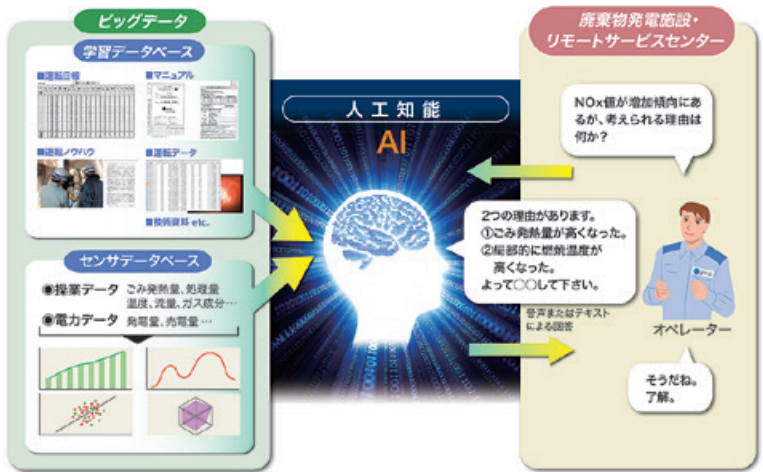 ビッグデータ
学習データベース
■運転日報
■マニュアル
■運転ノウハウ
■運転データ
■技術資料 etc.
センサデータベース
◉操業データ
ごみ発熱量、処理量
温度、流量、ガス成分…
◉電力データ
発電量、売電量…
人工知能
AI
廃棄物発電施設・
リモートサービスセンター
NOx値が増加傾向にあ
るが、考えられる理由は
何か?
2つの理由があります。
①ごみ発熱量が高くなった。
②局部的に燃焼温度が
高くなった。
よって○○して下さい。
音声またはテキスト
による回答
オペレーター
そうだね。
了解。